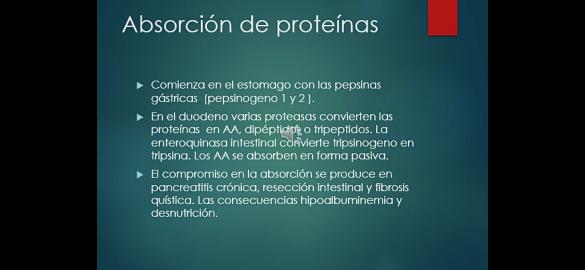 Absorción de proteínas
Comienza en el estomago con las pepsinas
gástricas (pepsinogeno 1 y 2 ).
En el duodeno varias proteasas convierten las
proteínas en AA, dipéptidos o tripeptidos. La
enteroquinasa intestinal convierte tripsinogeno en
tripsina. Los AA se absorben en forma pasiva.
El compromiso en la absorción se produce en
pancreatitis crónica, resección intestinal y fibrosis
quística. Las consecuencias hipoalbuminemia y
desnutrición.